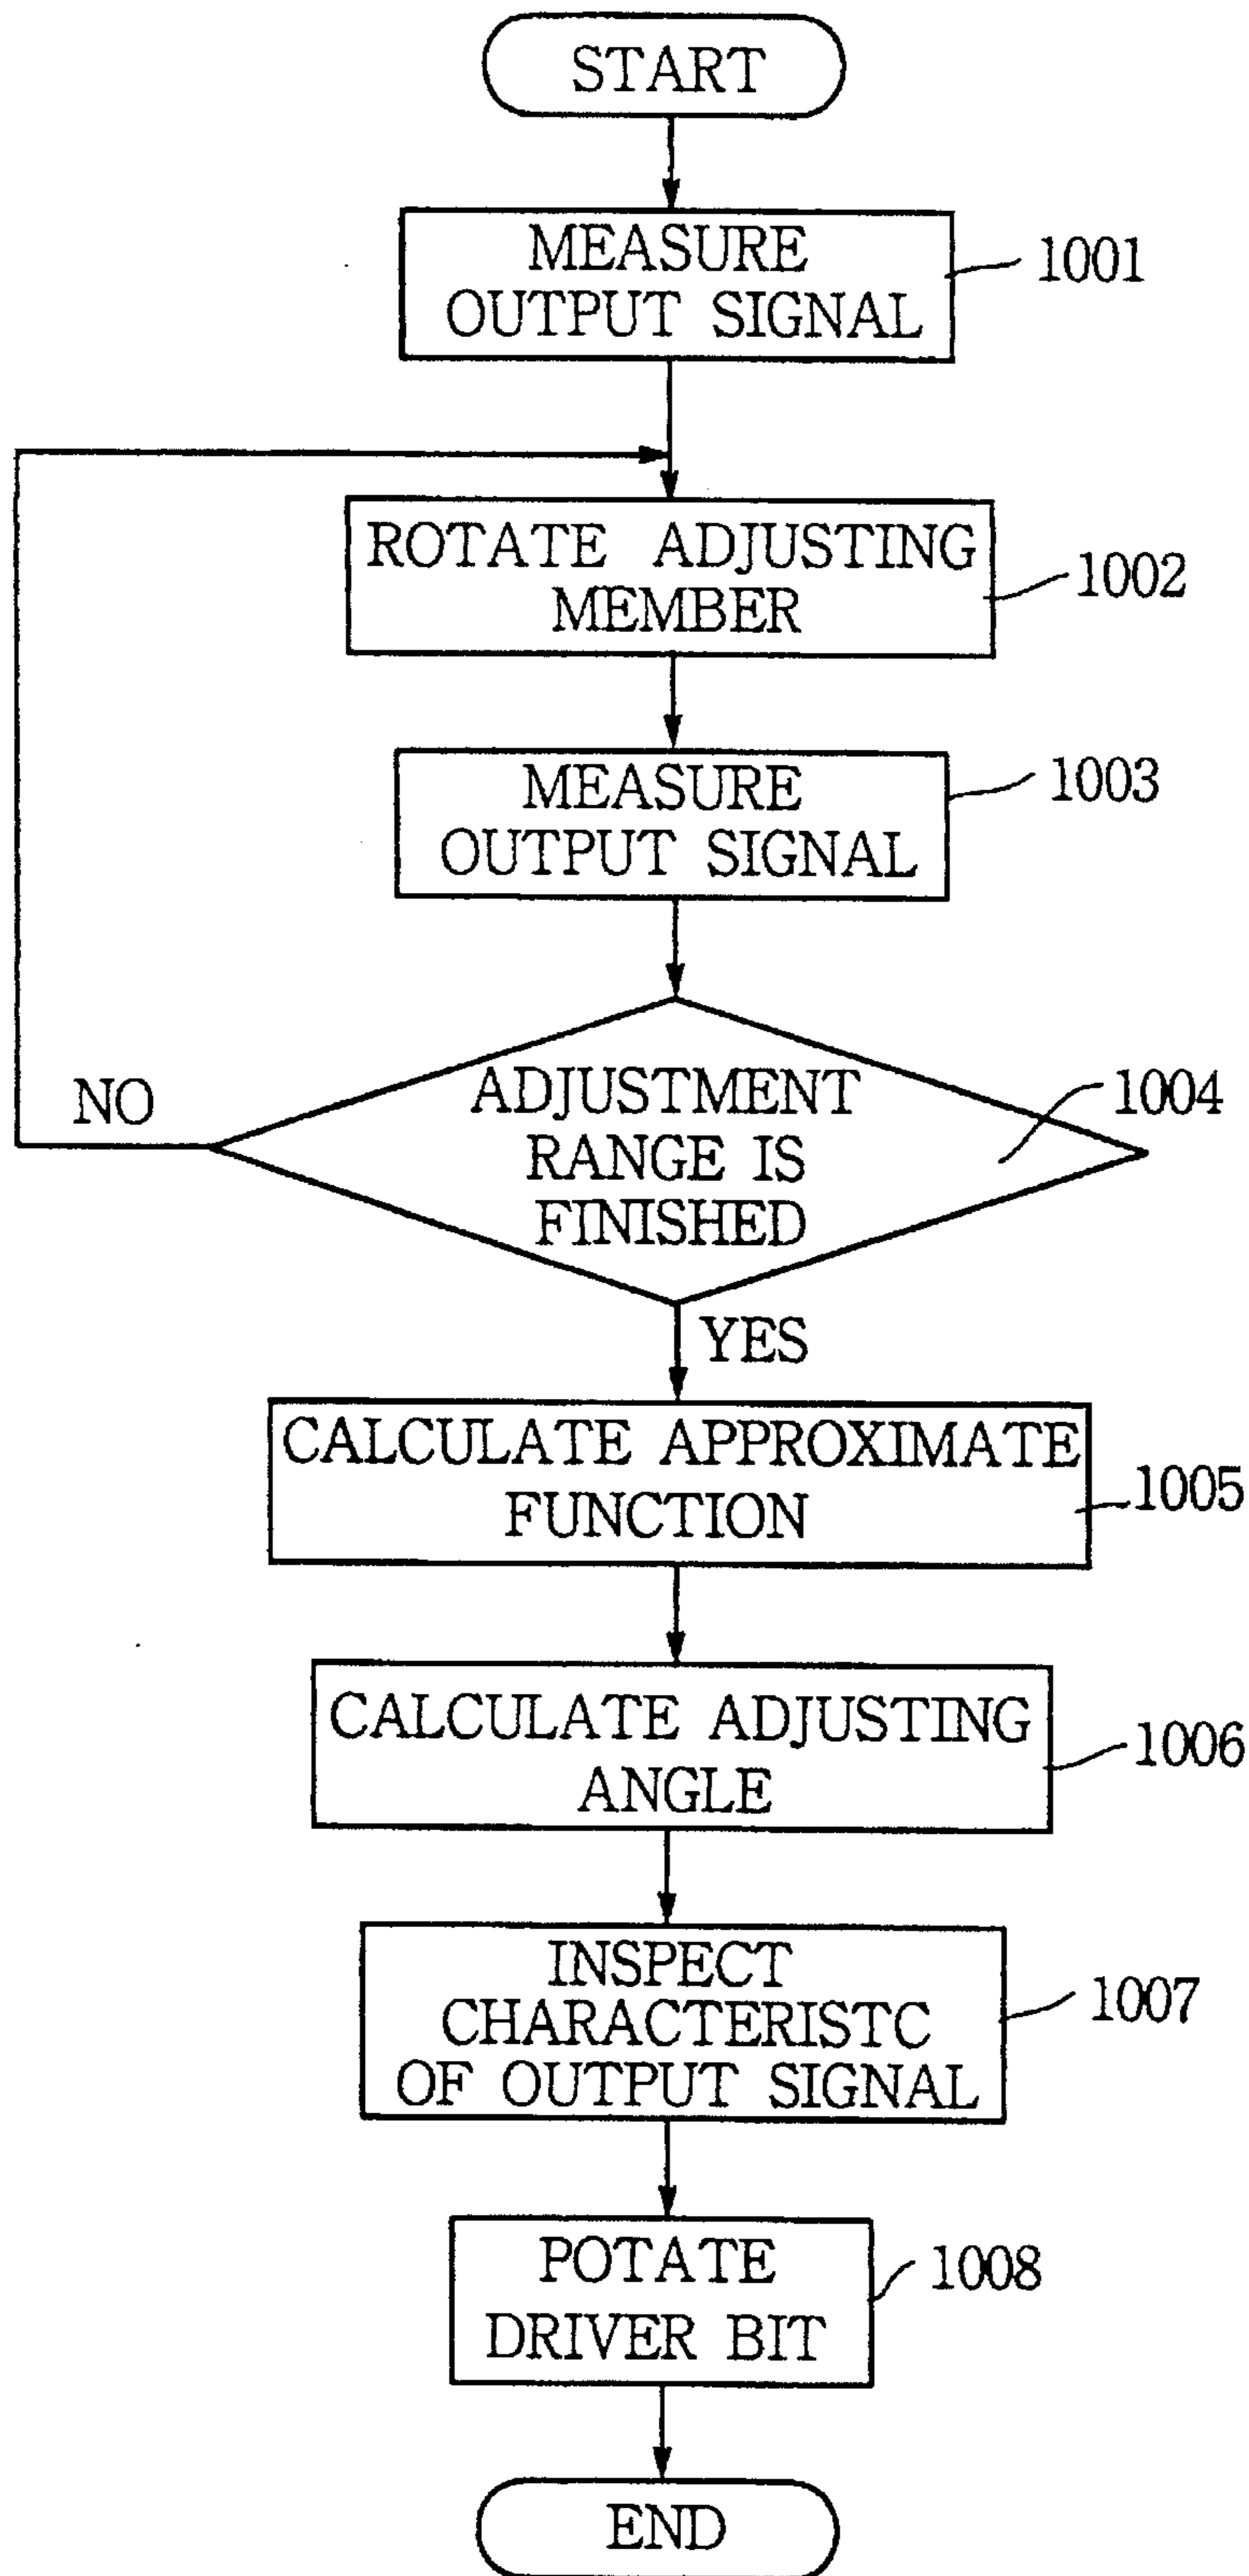 START
MEASURE
OUTPUT SIGNAL
1001
ROTATE ADJUSTING
MEMBER
1002
MEASURE
OUTPUT SIGNAL
1003
ADJUSTMENT
RANGE IS
FINISHED
1004
NO
YES
CALCULATE APPROXIMATE
FUNCTION
1005
CALCULATE ADJUSTING
ANGLE
1006
INSPECT
CHARACTERISTC
OF OUTPUT SIGNAL
1007
POTATE
DRIVER BIT
1008
END